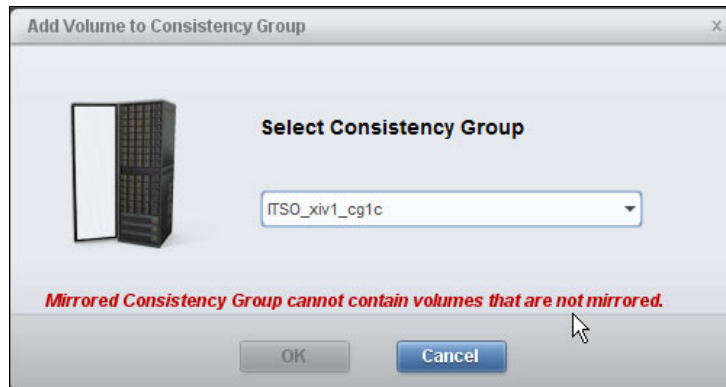 Add Volume to Consistency Group
x
Select Consistency Group
ITSO_xiv1_cg1c
Mirrored Consistency Group cannot contain volumes that are not mirrored.
OK
Cancel